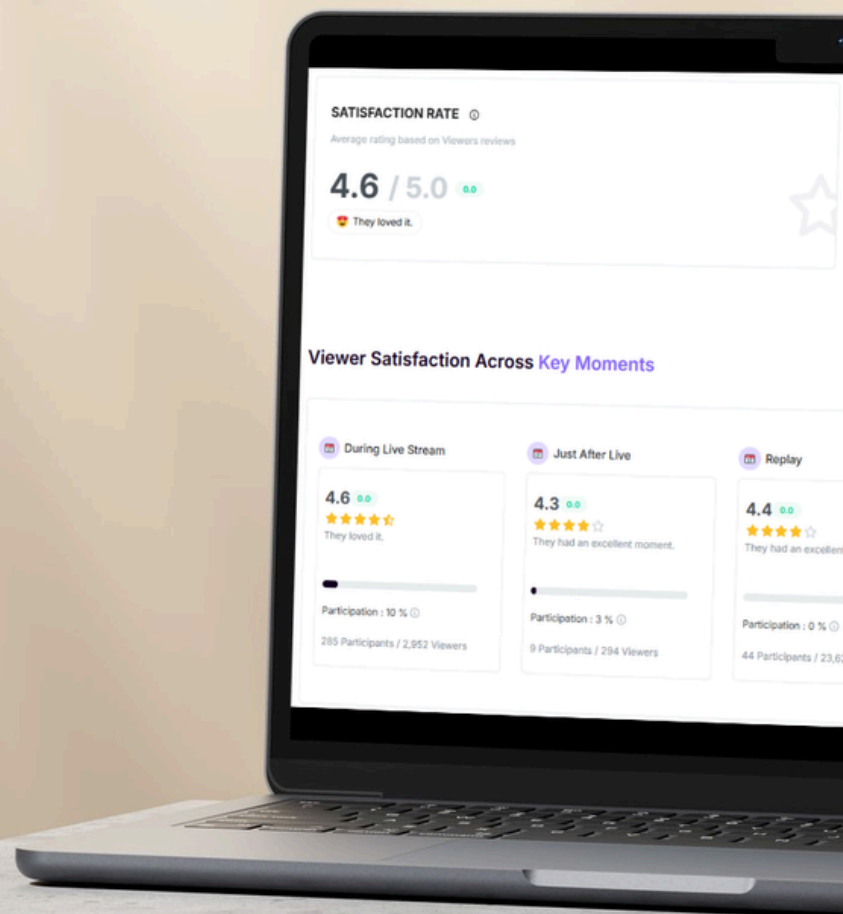 SATISFACTION RATE
Average rating based on Viewers reviews
4.6 / 5.0 0.0
They loved it.
Viewer Satisfaction Across Key Moments
During Live Stream
4.6 0.0
They loved it.
Participation : 10 %
285 Participants / 2,952 Viewers
Just After Live
4.3 0.0
They had an excellent moment.
Participation : 3 %
9 Participants / 294 Viewers
Replay
4.4 0.0
They had an excellent
Participation : 0 %
44 Participants / 23,6